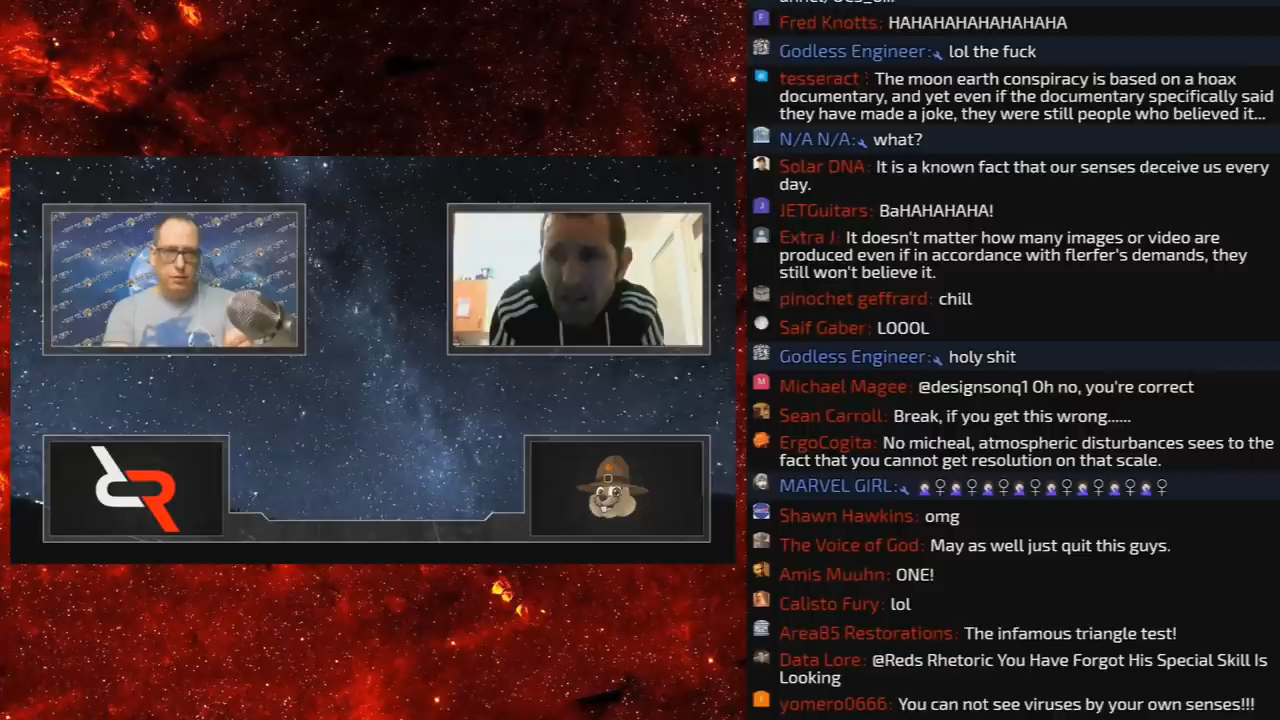 Fred Knotts: HAHAHAHAHAHAHAHA
Godless Engineer: lol the fuck
tesseract : The moon earth conspiracy is based on a hoax
documentary, and yet even if the documentary specifically said
they have made a joke, they were still people who believed it...
N/A N/A: what?
Solar DNA: It is a known fact that our senses deceive us every
day.
JETGuitars: BaHAHAHAHA!
Extra J: It doesn't matter how many images or video are
produced even if in accordance with flerfer's demands, they
still won't believe it.
pinochet geffrard: chill
Saif Gaber: LOOOL
Godless Engineer: holy shit
Michael Magee: @designsonq1 Oh no, you're correct
Sean Carroll: Break, if you get this wrong......
ErgoCogita: No micheal, atmospheric disturbances sees to the
fact that you cannot get resolution on that scale.
MARVEL GIRL: 🤦‍♀🤦‍♀🤦‍♀🤦‍♀🤦‍♀🤦‍♀🤦‍♀🤦‍♀
Shawn Hawkins: omg
The Voice of God: May as well just quit this guys.
Amis Muuhn: ONE!
Calisto Fury: lol
Area85 Restorations: The infamous triangle test!
Data Lore: @Reds Rhetoric You Have Forgot His Special Skill Is
Looking
yomero0666: You can not see viruses by your own senses!!!